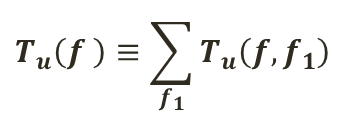 T_u(f) ≡ ∑_{f_1} T_u(f, f_1)